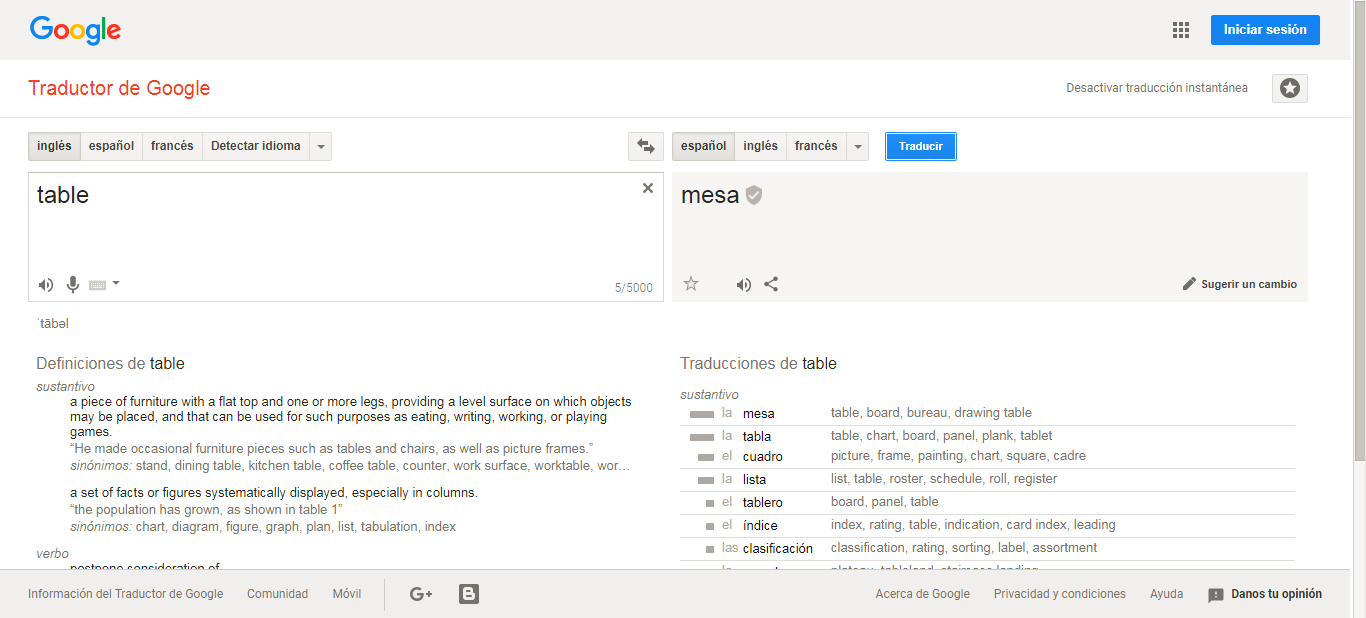 Google
Iniciar sesión
Traductor de Google
Desactivar traducción instantánea
inglés español francés Detectar idioma
español inglés francés Traducir
table
mesa
5/5000
Sugerir un cambio
ˈtābəl
Definiciones de table
sustantivo
a piece of furniture with a flat top and one or more legs, providing a level surface on which objects
may be placed, and that can be used for such purposes as eating, writing, working, or playing
games.
“He made occasional furniture pieces such as tables and chairs, as well as picture frames.”
sinónimos: stand, dining table, kitchen table, coffee table, counter, work surface, worktable, wor…
a set of facts or figures systematically displayed, especially in columns.
“the population has grown, as shown in table 1”
sinónimos: chart, diagram, figure, graph, plan, list, tabulation, index
verbo
postpone consideration of
Traducciones de table
sustantivo
la mesa table, board, bureau, drawing table
la tabla table, chart, board, panel, plank, tablet
el cuadro picture, frame, painting, chart, square, cadre
la lista list, table, roster, schedule, roll, register
el tablero board, panel, table
el índice index, rating, table, indication, card index, leading
las clasificación classification, rating, sorting, label, assortment
Información del Traductor de Google Comunidad Móvil G+ B
Acerca de Google Privacidad y condiciones Ayuda Danos tu opinión